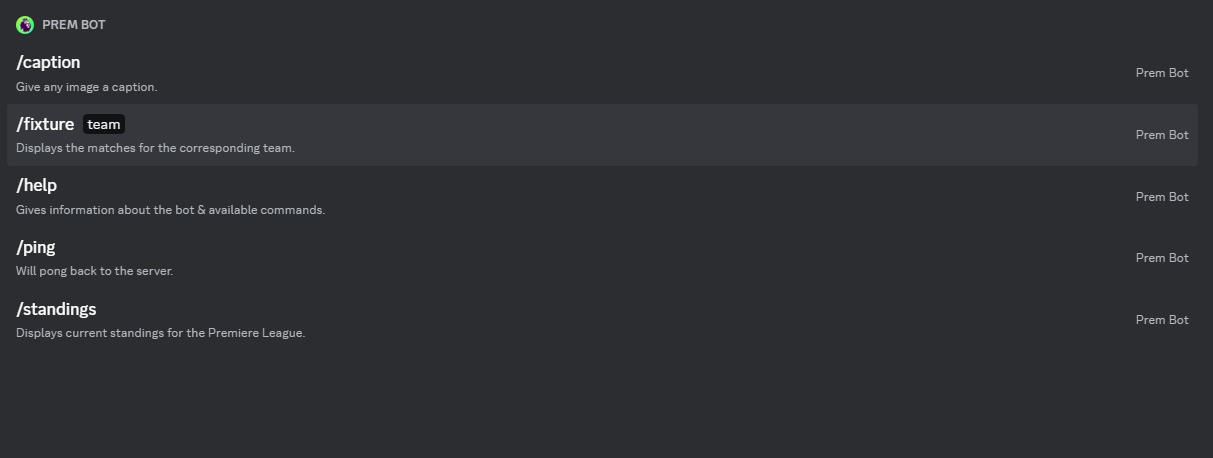 PREM BOT
/caption
Give any image a caption.
Prem Bot
/fixture team
Displays the matches for the corresponding team.
Prem Bot
/help
Gives information about the bot & available commands.
Prem Bot
/ping
Will pong back to the server.
Prem Bot
/standings
Displays current standings for the Premiere League.
Prem Bot